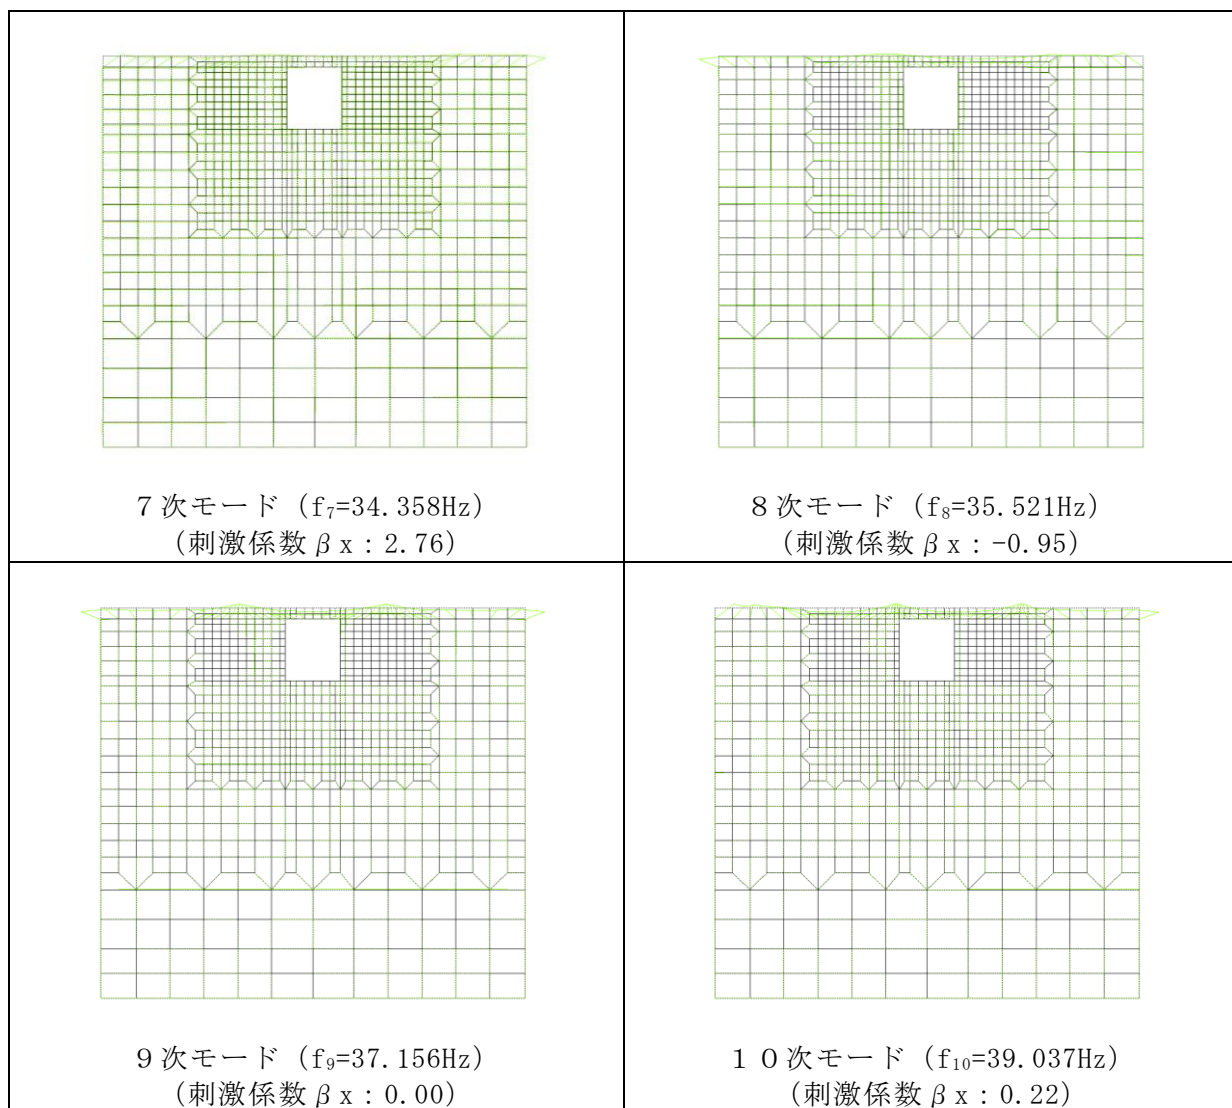 7次モード (f₇=34.358Hz)
(刺激係数βx：2.76)
8次モード (f₈=35.521Hz)
(刺激係数βx：-0.95)
9次モード (f₉=37.156Hz)
(刺激係数βx：0.00)
10次モード (f₁₀=39.037Hz)
(刺激係数βx：0.22)